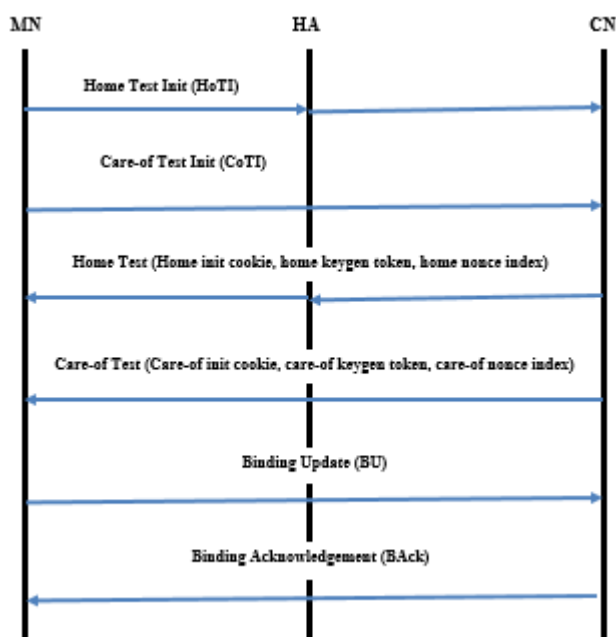 MN HA CN
Home Test Init (HoTI)
Care-of Test Init (CoTI)
Home Test (Home init cookie, home keygen token, home nonce index)
Care-of Test (Care-of init cookie, care-of keygen token, care-of nonce index)
Binding Update (BU)
Binding Acknowledgement (BAck)